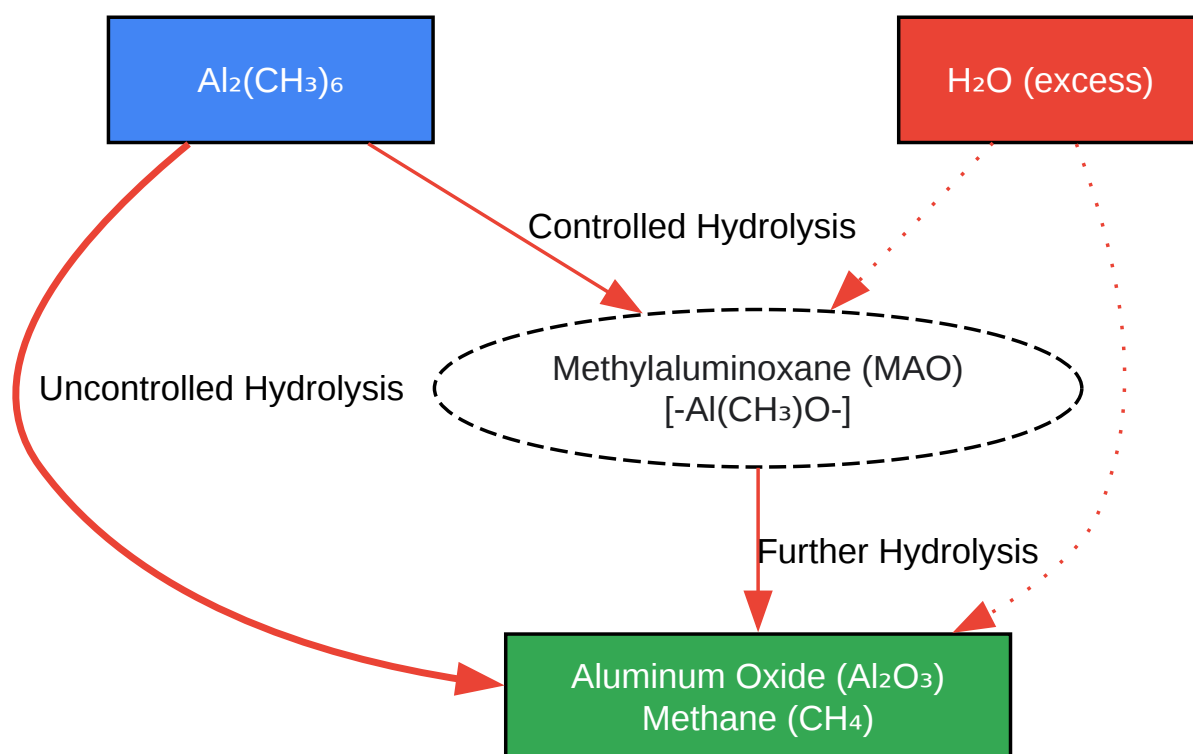 Al₂(CH₃)₆
H₂O (excess)
Controlled Hydrolysis
Uncontrolled Hydrolysis
Methylaluminoxane (MAO)
[-Al(CH₃)O-]
Further Hydrolysis
Aluminum Oxide (Al₂O₃)
Methane (CH₄)